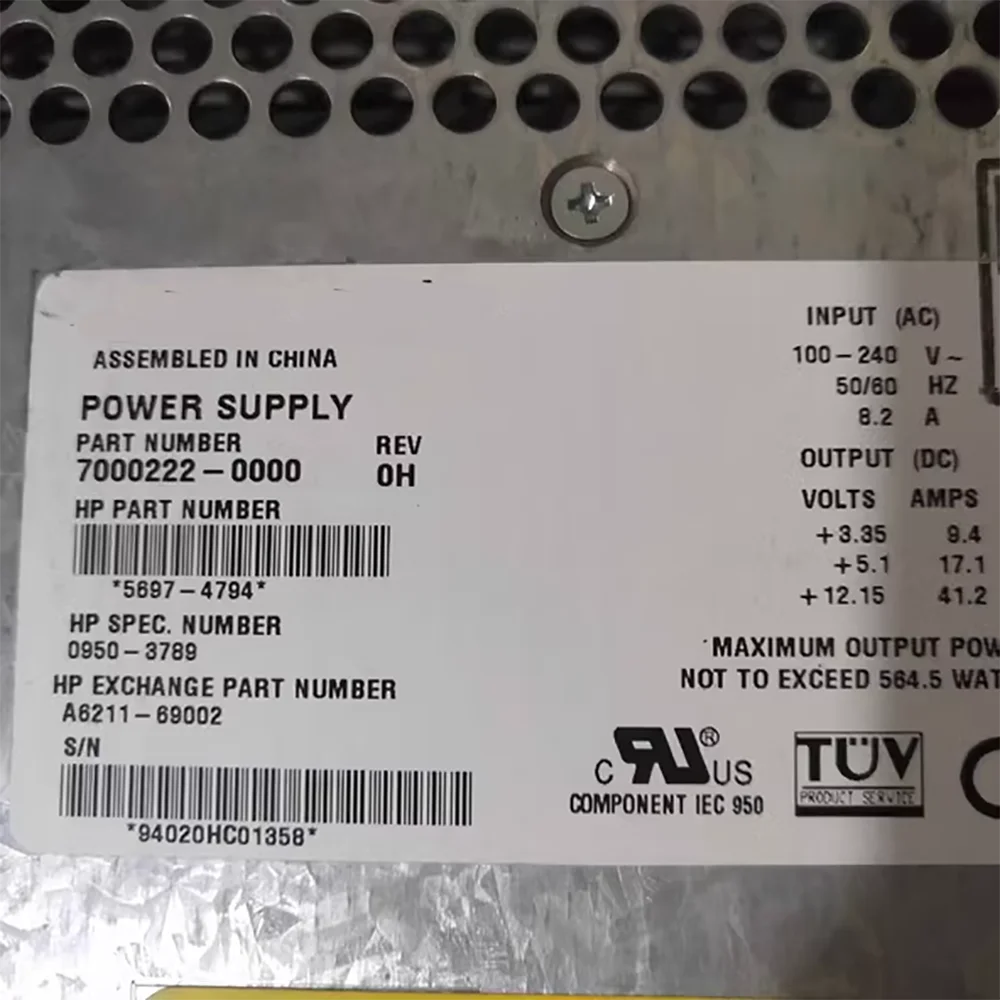 ASSEMBLED IN CHINA
POWER SUPPLY
PART NUMBER REV
7000222-0000 0H
HP PART NUMBER
*5697-4794*
HP SPEC. NUMBER
0950-3789
HP EXCHANGE PART NUMBER
A6211-69002
S/N
*94020HC01358*
INPUT (AC)
100-240 V~
50/60 HZ
8.2 A
OUTPUT (DC)
VOLTS AMPS
+3.35 9.4
+5.1 17.1
+12.15 41.2
MAXIMUM OUTPUT POW
NOT TO EXCEED 564.5 WAT
C RU® US
COMPONENT IEC 950
TÜV
PRODUCT SERVICE